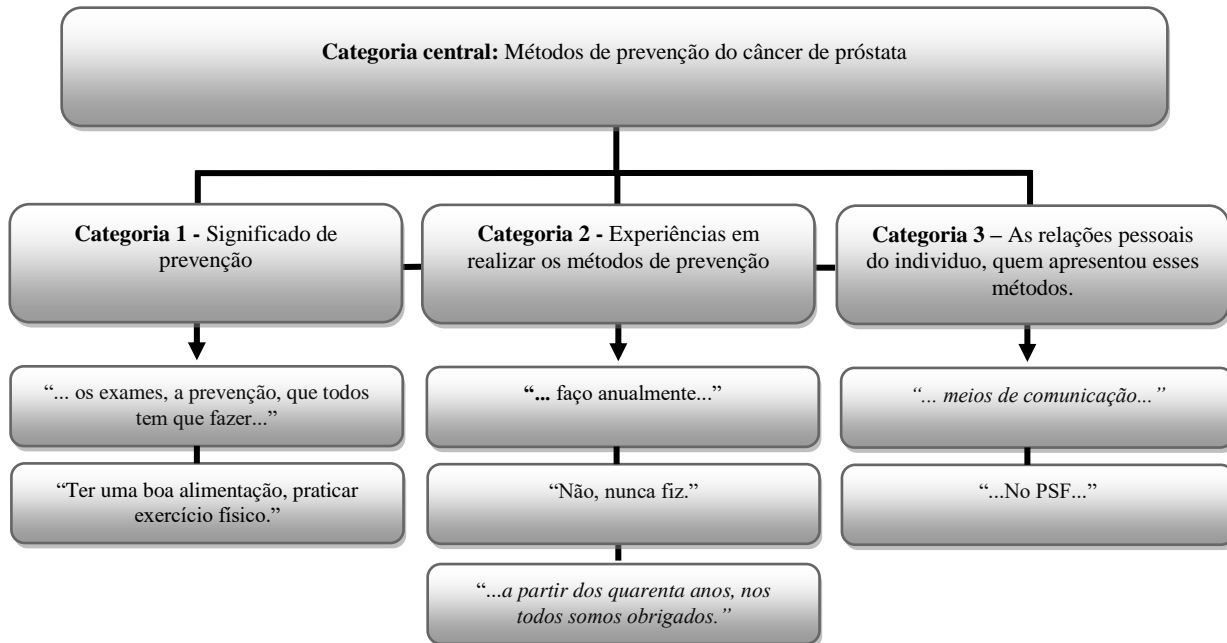 Categoria central: Métodos de prevenção do câncer de próstata
Categoria 1 - Significado de
prevenção
Categoria 2 - Experiências em
realizar os métodos de prevenção
Categoria 3 – As relações pessoais
do individuo, quem apresentou esses
métodos.
“... os exames, a prevenção, que todos
tem que fazer...”
“Ter uma boa alimentação, praticar
exercício físico.”
“... faço anualmente...”
“Não, nunca fiz.”
“...a partir dos quarenta anos, nos
todos somos obrigados.”
“... meios de comunicação...”
“...No PSF...”